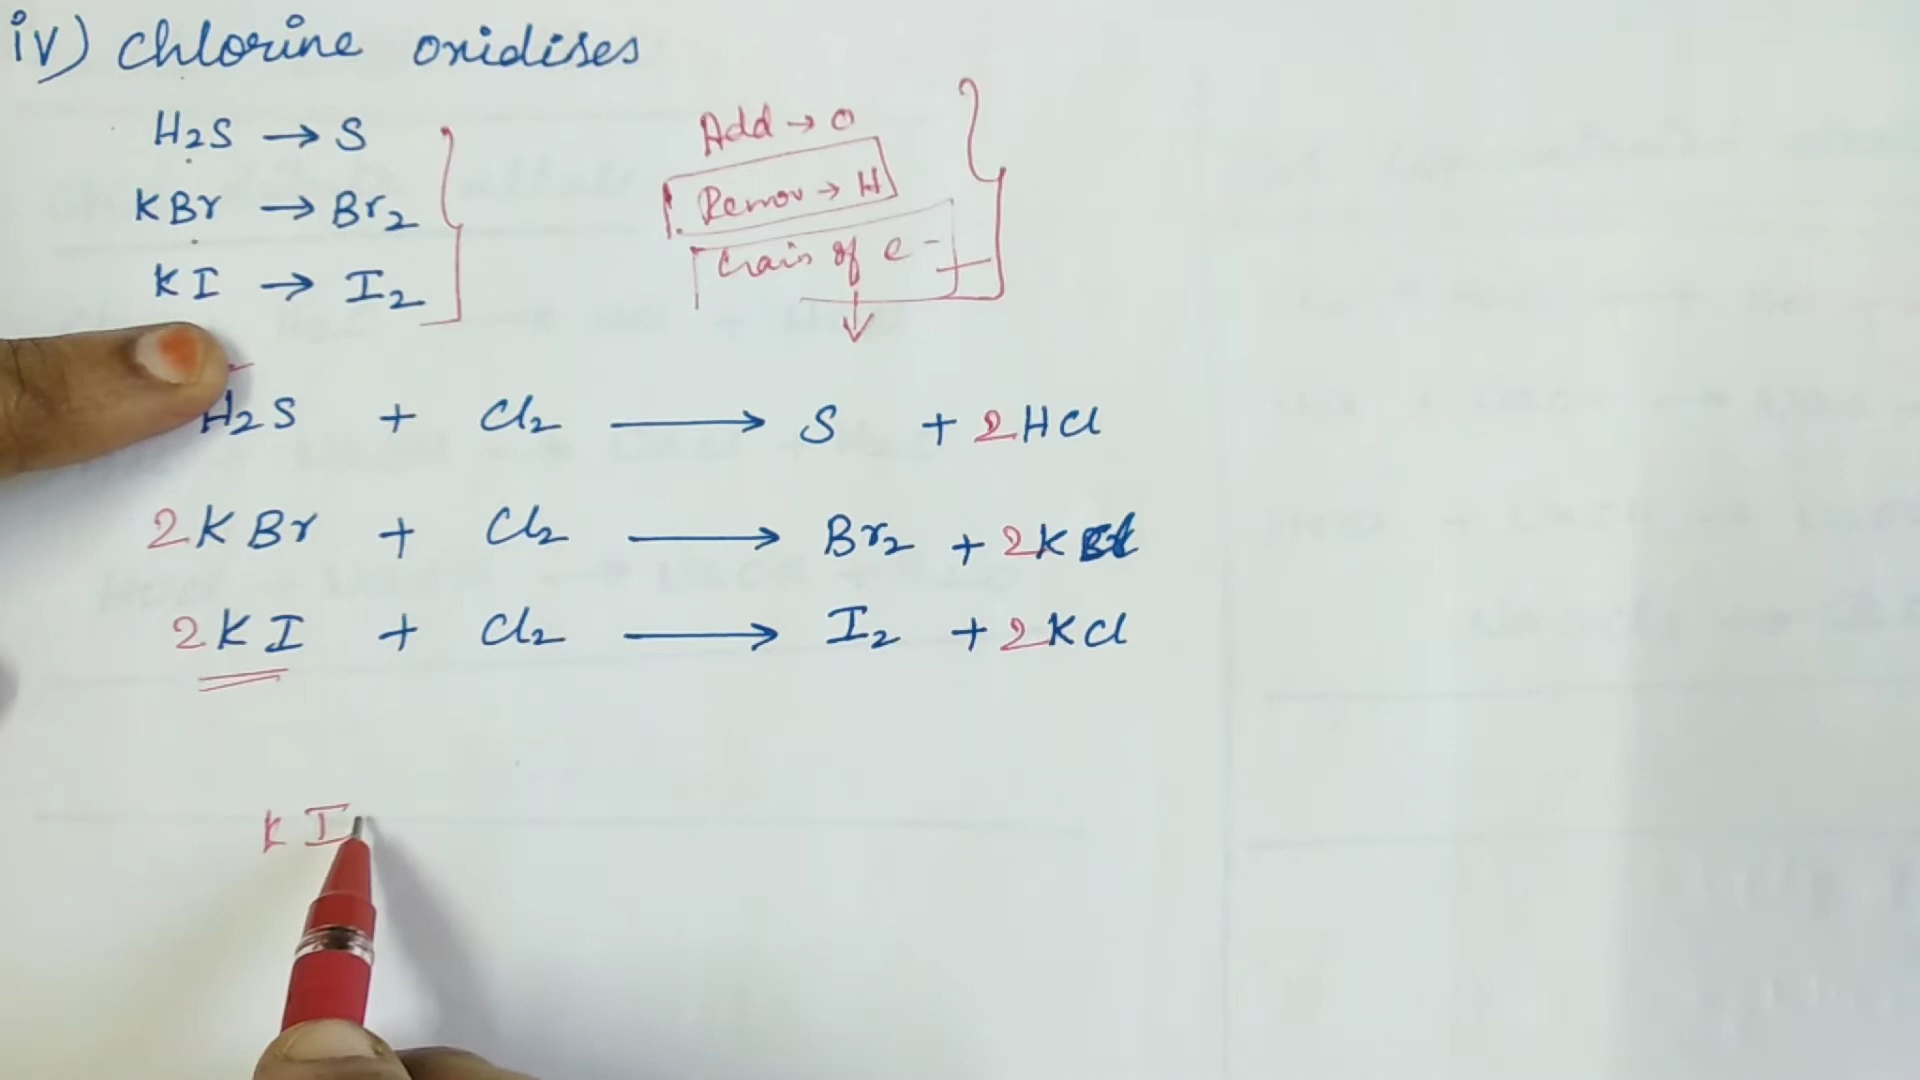 iv) Chlorine oxidises
H2S → S
KBr → Br2
KI → I2
Add → O
Remov → H
Gain of e -
H2S + Cl2 → S + 2HCl
2KBr + Cl2 → Br2 + 2K
2KI + Cl2 → I2 + 2KCl
KI